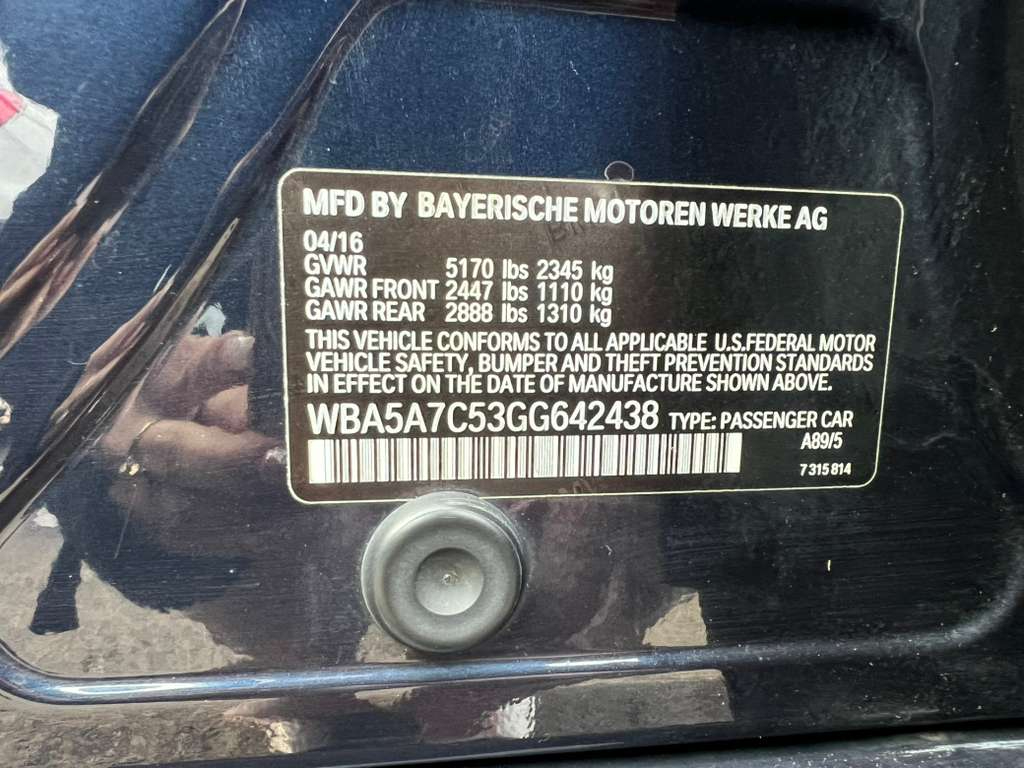 MFD BY BAYERISCHE MOTOREN WERKE AG
04/16
GVWR 5170 lbs 2345 kg
GAWR FRONT 2447 lbs 1110 kg
GAWR REAR 2888 lbs 1310 kg
THIS VEHICLE CONFORMS TO ALL APPLICABLE U.S.FEDERAL MOTOR
VEHICLE SAFETY, BUMPER AND THEFT PREVENTION STANDARDS
IN EFFECT ON THE DATE OF MANUFACTURE SHOWN ABOVE.
WBA5A7C53GG642438 TYPE: PASSENGER CAR
A89/5
7 315 814